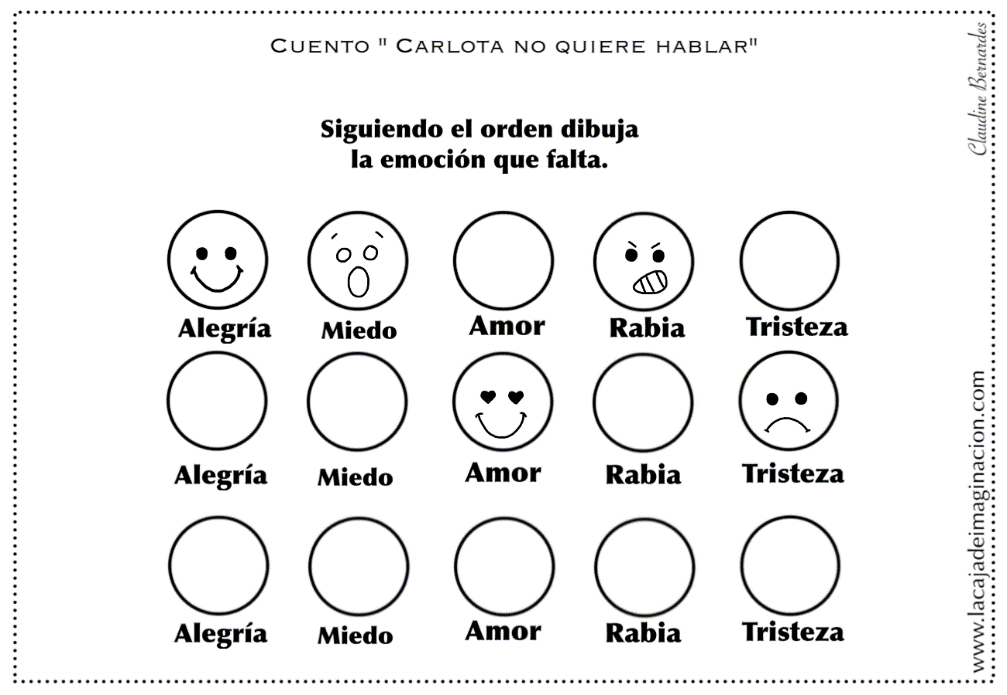 CUENTO " CARLOTA NO QUIERE HABLAR"
Claudine Bernardes
Siguiendo el orden dibuja
la emoción que falta.
Alegría Miedo Amor Rabia Tristeza
Alegría Miedo Amor Rabia Tristeza
Alegría Miedo Amor Rabia Tristeza
www.lacajadeimaginacion.com